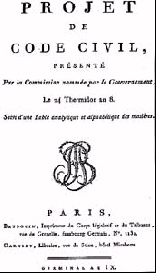 PROJET
DE
CODE CIVIL,
PRÉSENTÉ
Par la Commission nommée par le Gouvernement,
Le 24 Thermidor an 8.
Suivi d'une Table analytique et alphabétique des matières.
PARIS,
BAUDOUIN, Imprimeur du Corps législatif et du Tribunat,
rue de Grenelle, faubourg Germain, N°. 1131.
GARNERY, Libraire, rue de Seine, hôtel Mirabeau
GERMINAL AN IX.